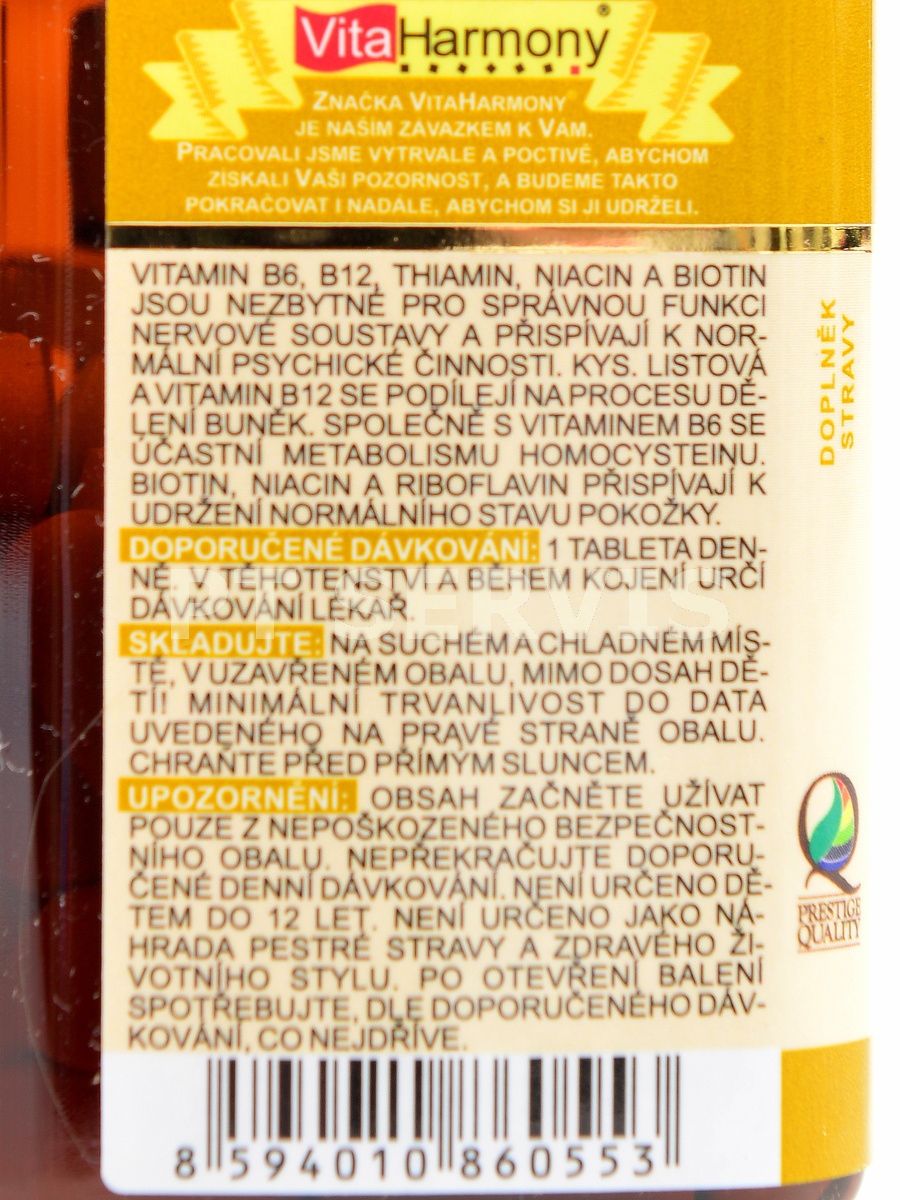 VitaHarmony®
ZNAČKA VITAHARMONY
JE NAŠÍM ZÁVAZKEM K VÁM.
PRACOVALI JSME VYTRVALE A POCTIVĚ, ABYCHOM
ZÍSKALI VAŠI POZORNOST, A BUDEME TAKTO
POKRAČOVAT I NADÁLE, ABYCHOM SI JI UDRŽELI.
VITAMIN B6, B12, THIAMIN, NIACIN A BIOTIN
JSOU NEZBYTNÉ PRO SPRÁVNOU FUNKCI
NERVOVÉ SOUSTAVY A PŘISPÍVAJÍ K NOR-
MÁLNÍ PSYCHICKÉ ČINNOSTI. KYS. LISTOVÁ
A VITAMIN B12 SE PODÍLEJÍ NA PROCESU DĚ-
LENÍ BUNĚK. SPOLEČNĚ S VITAMINEM B6 SE
ÚČASTNÍ METABOLISMU HOMOCYSTEINU.
BIOTIN, NIACIN A RIBOFLAVIN PŘISPÍVAJÍ K
UDRŽENÍ NORMÁLNÍHO STAVU POKOŽKY.
DOPORUČENÉ DÁVKOVÁNÍ: 1 TABLETA DEN-
NĚ. V TĚHOTENSTVÍ A BĚHEM KOJENÍ URČÍ
DÁVKOVÁNÍ LÉKAŘ.
SKLADUJTE: NA SUCHÉM A CHLADNÉM MÍS-
TĚ, V UZAVŘENÉM OBALU, MIMO DOSAH DĚ-
TÍ! MINIMÁLNÍ TRVANLIVOST DO DATA
UVEDENÉHO NA PRAVÉ STRANĚ OBALU.
CHRAŇTE PŘED PŘÍMÝM SLUNCEM.
UPOZORNĚNÍ: OBSAH ZAČNĚTE UŽÍVAT
POUZE Z NEPOŠKOZENÉHO BEZPEČNOST-
NÍHO OBALU. NEPŘEKRAČUJTE DOPORU-
ČENÉ DENNÍ DÁVKOVÁNÍ. NENÍ URČENO DĚ-
TEM DO 12 LET. NENÍ URČENO JAKO NÁ-
HRADA PESTRÉ STRAVY A ZDRAVÉHO ŽI-
VOTNÍHO STYLU. PO OTEVŘENÍ BALENÍ
SPOTŘEBUJTE, DLE DOPORUČENÉHO DÁV-
KOVÁNÍ, CO NEJDŘÍVE.
8 594010 860553
DOPLNĚK
STRAVY
PRESTIGE
QUALITY